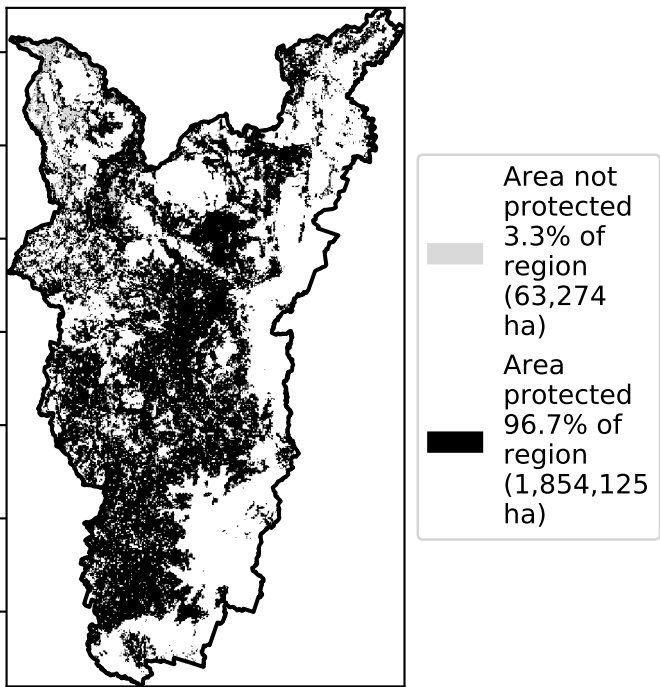 Area not
protected
3.3% of
region
(63,274
ha)
Area
protected
96.7% of
region
(1,854,125
ha)